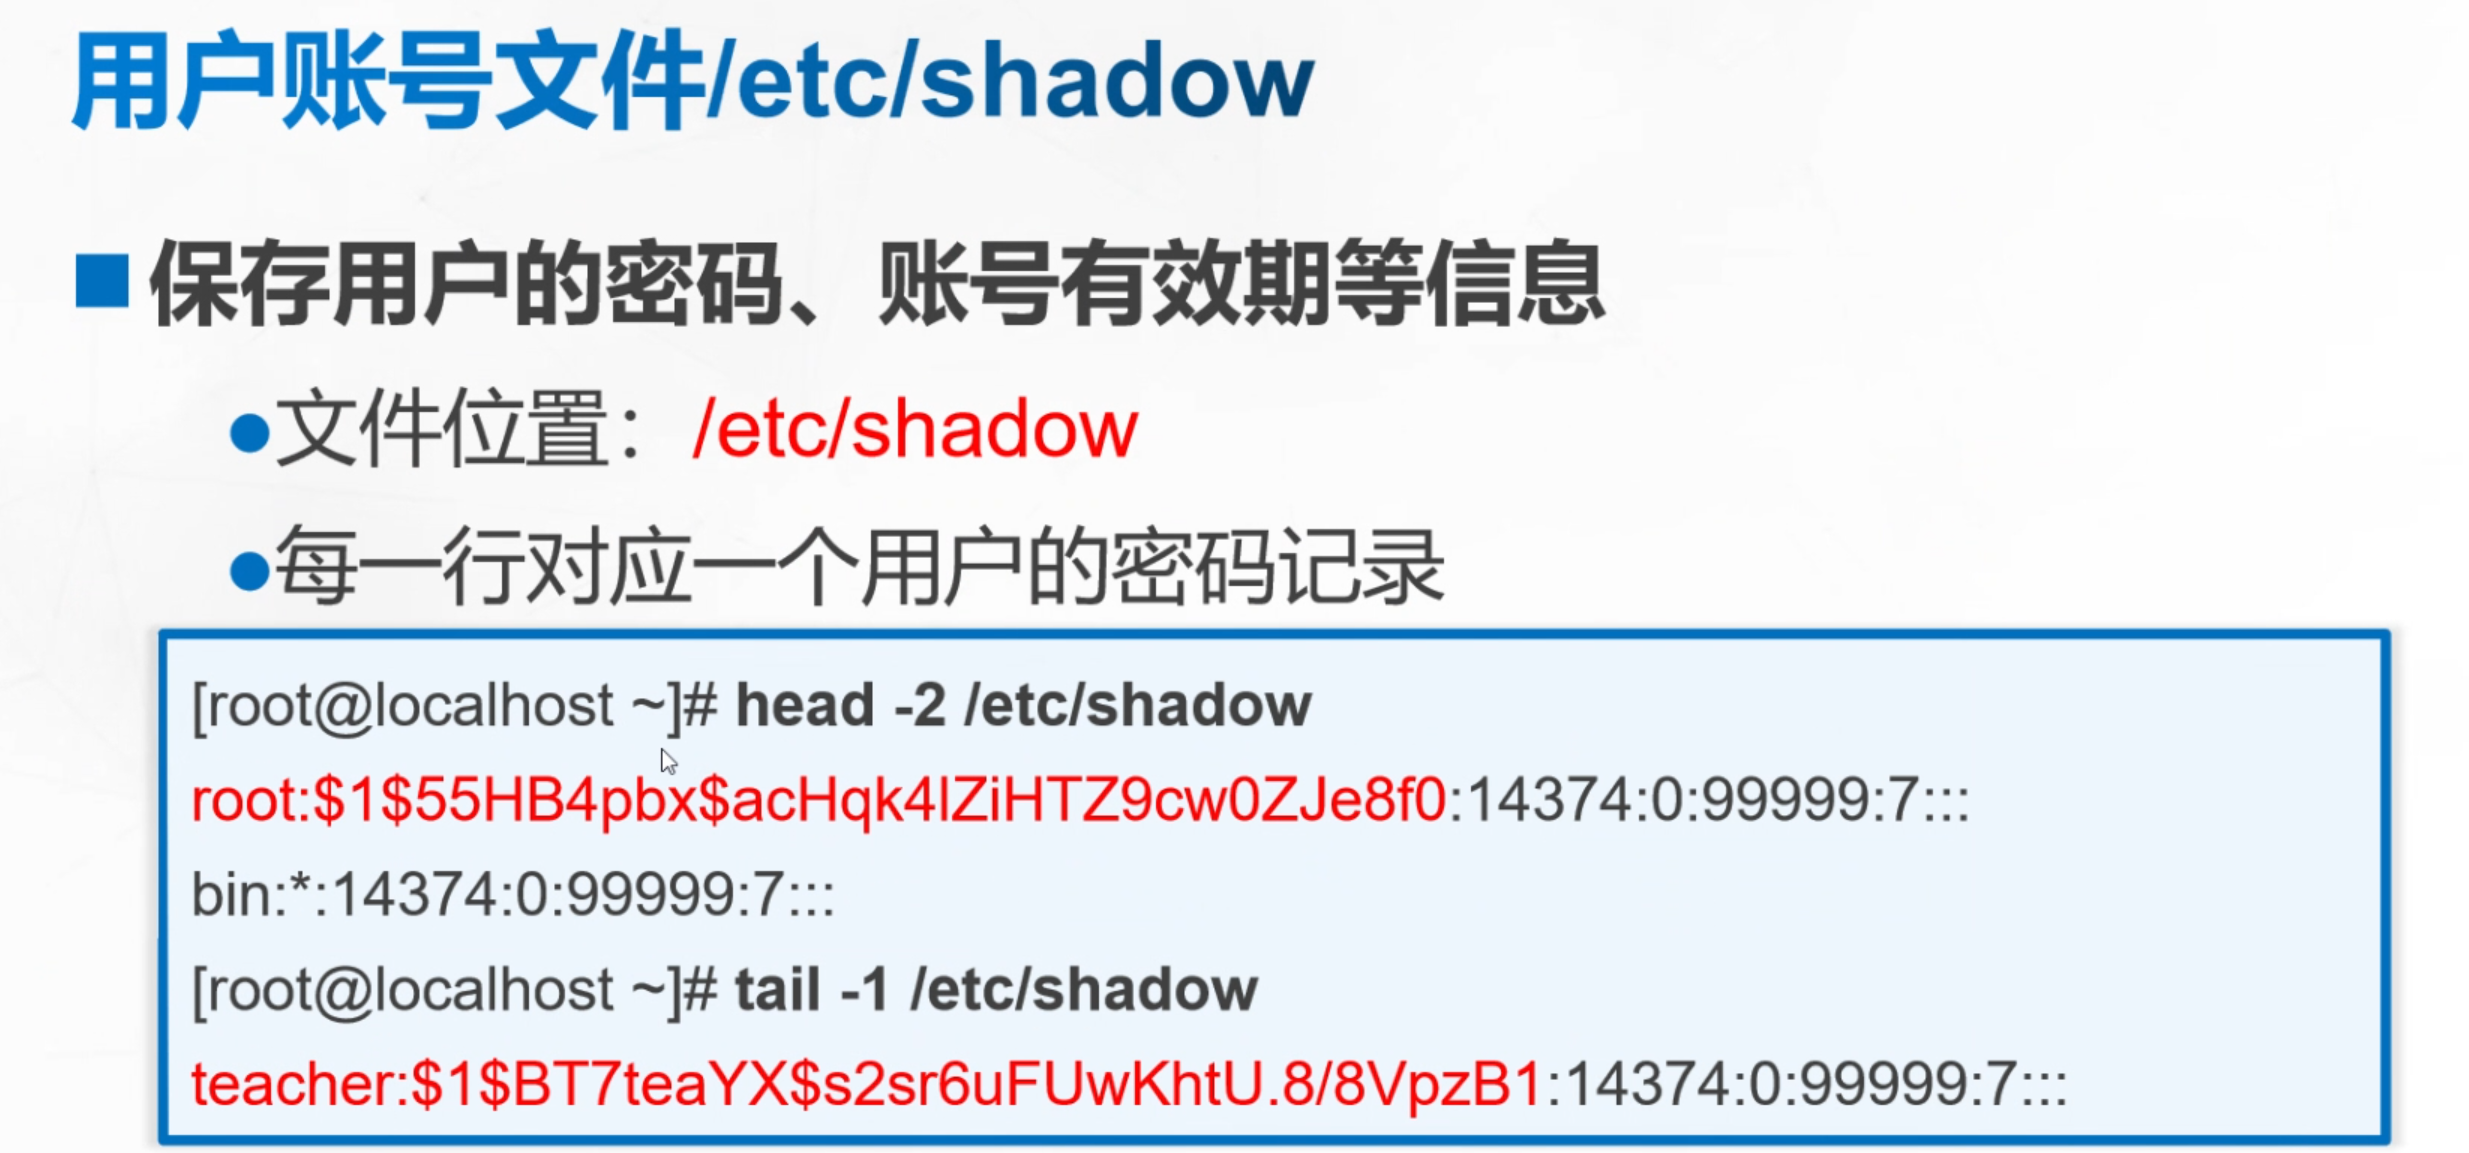 用户账号文件/etc/shadow
保存用户的密码、账号有效期等信息
文件位置：/etc/shadow
每一行对应一个用户的密码记录
[root@localhost ~]# head -2 /etc/shadow
root:$1$55HB4pbx$acHqk4lZiHTZ9cw0ZJe8f0:14374:0:99999:7:::
bin:*:14374:0:99999:7:::
[root@localhost ~]# tail -1 /etc/shadow
teacher:$1$BT7teaYX$s2sr6uFUwKhtU.8/8VpzB1:14374:0:99999:7:::